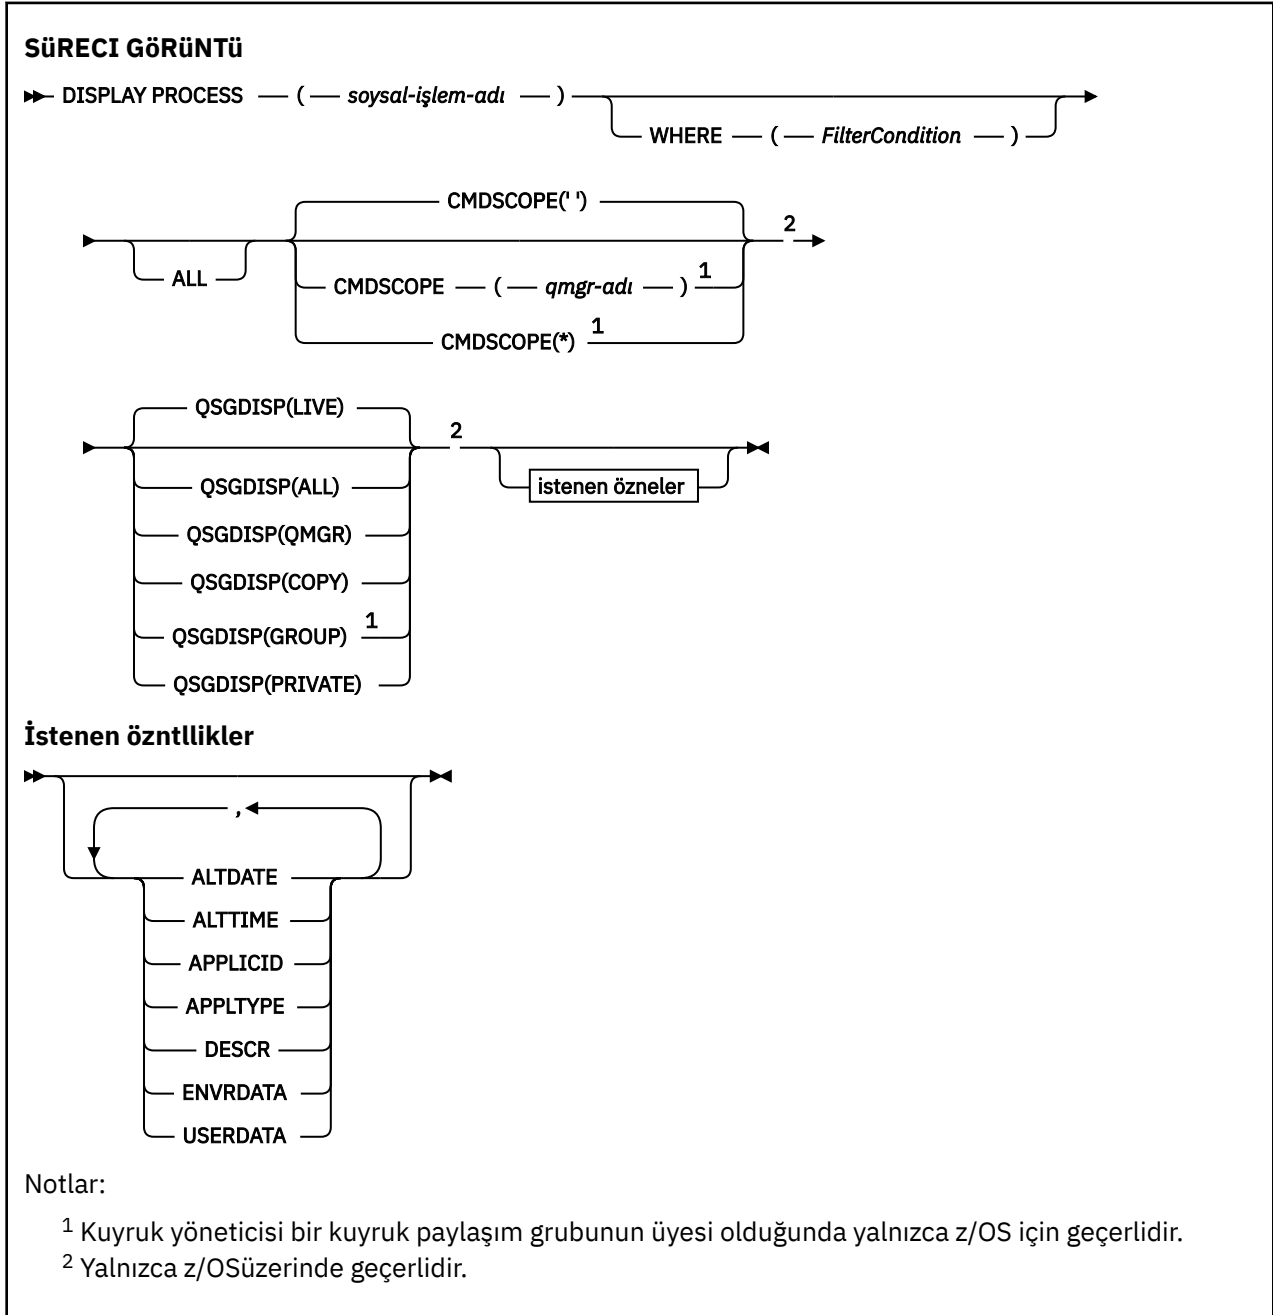 SüRECI GöRüNTü
DISPLAY PROCESS ( soysal-işlem-adı )
WHERE ( FilterCondition )
ALL
CMDSCOPE(' ')
CMDSCOPE ( qmgr-adı ) 1
CMDSCOPE(*) 1
2
QSGDISP(LIVE)
QSGDISP(ALL)
QSGDISP(QMGR)
QSGDISP(COPY)
QSGDISP(GROUP) 1
QSGDISP(PRIVATE)
2
istenen özneler
İstenen özntllikler
,
ALTDATE
ALTTIME
APPLICID
APPLTYPE
DESCR
ENVRDATA
USERDATA
Notlar:
1 Kuyruk yöneticisi bir kuyruk paylaşım grubunun üyesi olduğunda yalnızca z/OS için geçerlidir.
2 Yalnızca z/OSüzerinde geçerlidir.